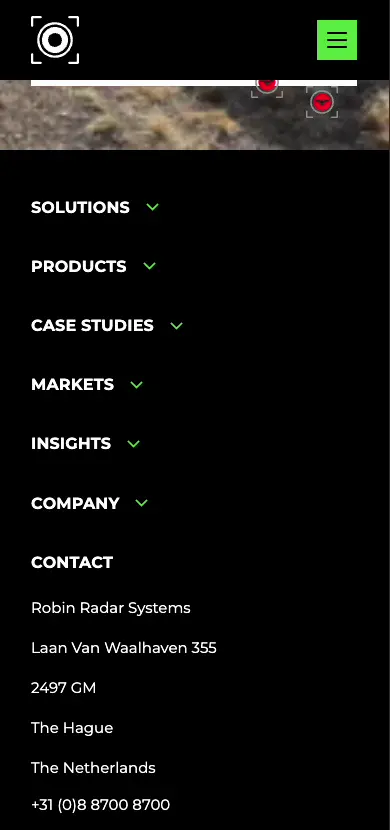 SOLUTIONS
PRODUCTS
CASE STUDIES
MARKETS
INSIGHTS
COMPANY
CONTACT
Robin Radar Systems
Laan Van Waalhaven 355
2497 GM
The Hague
The Netherlands
+31 (0)8 8700 8700